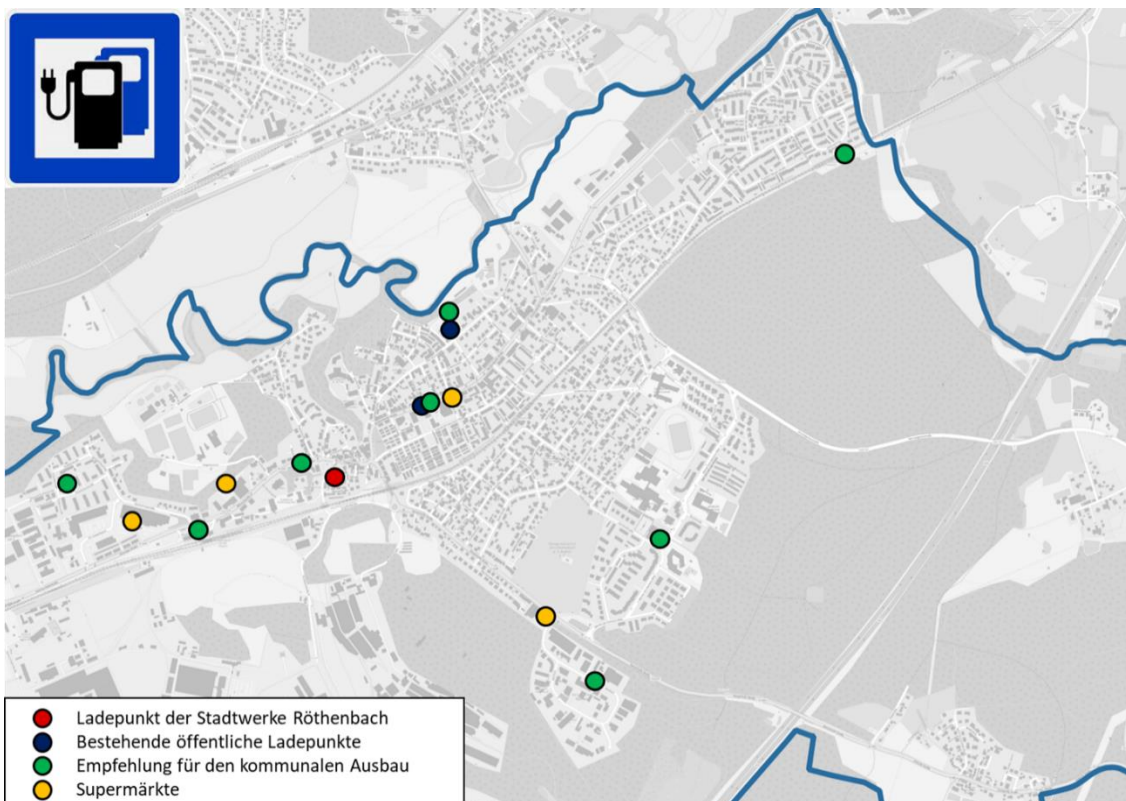 Ladepunkt der Stadtwerke Röthenbach
Bestehende öffentliche Ladepunkte
Empfehlung für den kommunalen Ausbau
Supermärkte